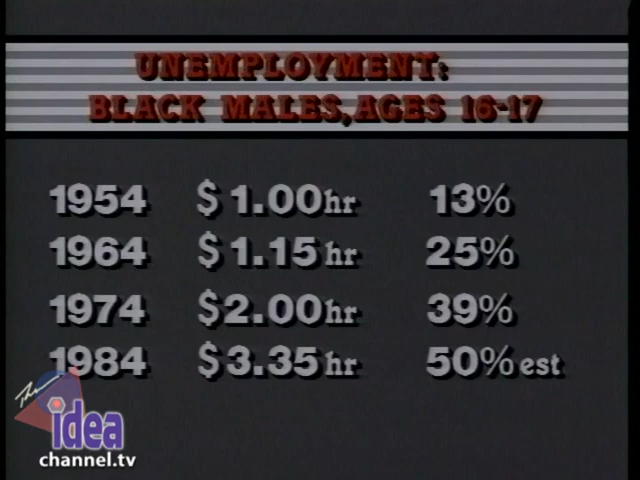 UNEMPLOYMENT:
BLACK MALES, AGES 16-17
1954 $1.00hr 13%
1964 $1.15hr 25%
1974 $2.00hr 39%
1984 $3.35hr 50% est
The
idea
channel.tv